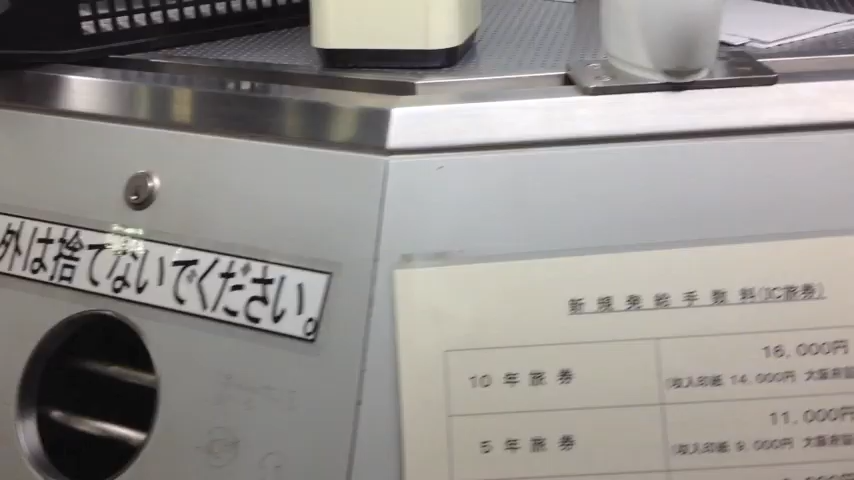 外は捨てないでください。
新規発給手数料(IC旅券)
10年旅券 16,000円
(収入印紙 14,000円 大阪府証
5年旅券 11,000円
(収入印紙 9,000円 大阪府証